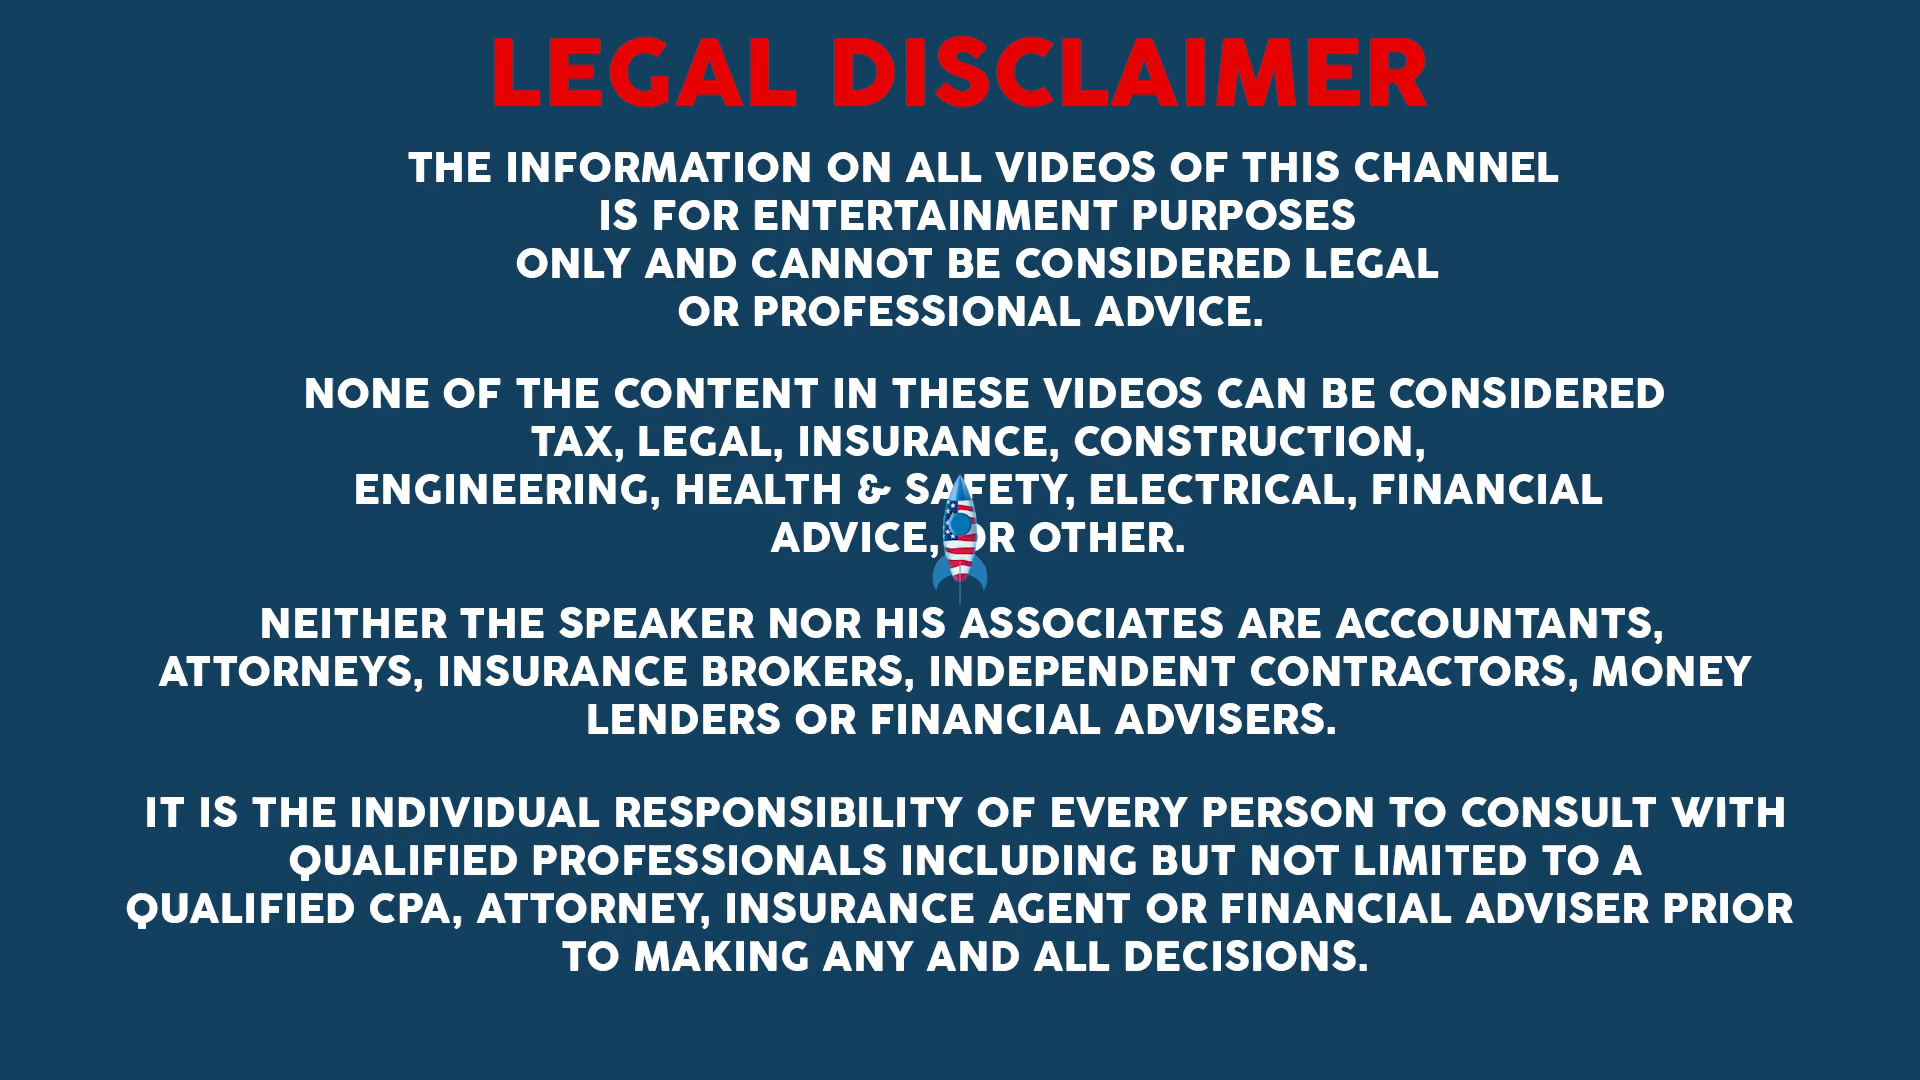 LEGAL DISCLAIMER
THE INFORMATION ON ALL VIDEOS OF THIS CHANNEL
IS FOR ENTERTAINMENT PURPOSES
ONLY AND CANNOT BE CONSIDERED LEGAL
OR PROFESSIONAL ADVICE.
NONE OF THE CONTENT IN THESE VIDEOS CAN BE CONSIDERED
TAX, LEGAL, INSURANCE, CONSTRUCTION,
ENGINEERING, HEALTH & SAFETY, ELECTRICAL, FINANCIAL
ADVICE, OR OTHER.
NEITHER THE SPEAKER NOR HIS ASSOCIATES ARE ACCOUNTANTS,
ATTORNEYS, INSURANCE BROKERS, INDEPENDENT CONTRACTORS, MONEY
LENDERS OR FINANCIAL ADVISERS.
IT IS THE INDIVIDUAL RESPONSIBILITY OF EVERY PERSON TO CONSULT WITH
QUALIFIED PROFESSIONALS INCLUDING BUT NOT LIMITED TO A
QUALIFIED CPA, ATTORNEY, INSURANCE AGENT OR FINANCIAL ADVISER PRIOR
TO MAKING ANY AND ALL DECISIONS.